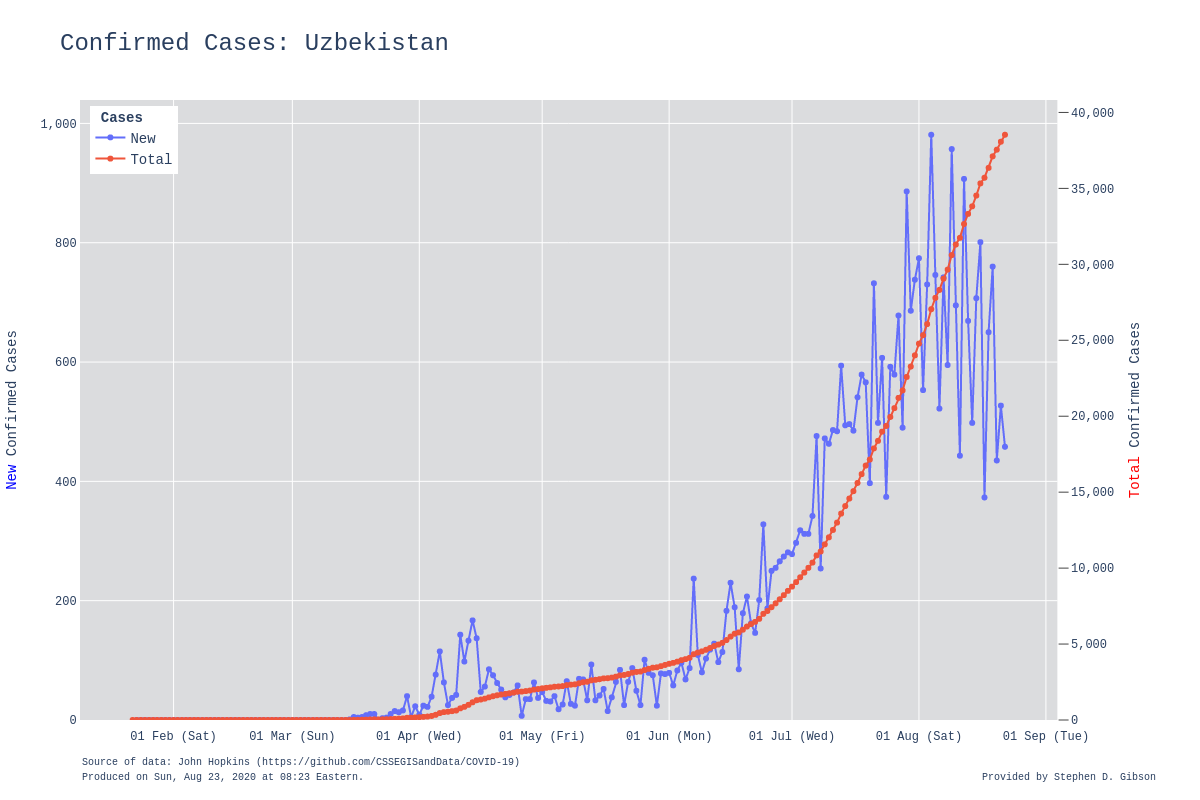 Confirmed Cases: Uzbekistan
Cases
New
Total
1,000
800
600
400
200
0
New Confirmed Cases
40,000
35,000
30,000
25,000
20,000
15,000
10,000
5,000
0
Total Confirmed Cases
01 Feb (Sat) 01 Mar (Sun) 01 Apr (Wed) 01 May (Fri) 01 Jun (Mon) 01 Jul (Wed) 01 Aug (Sat) 01 Sep (Tue)
Source of data: John Hopkins (https://github.com/CSSEGISandData/COVID-19)
Produced on Sun, Aug 23, 2020 at 08:23 Eastern.
Provided by Stephen D. Gibson